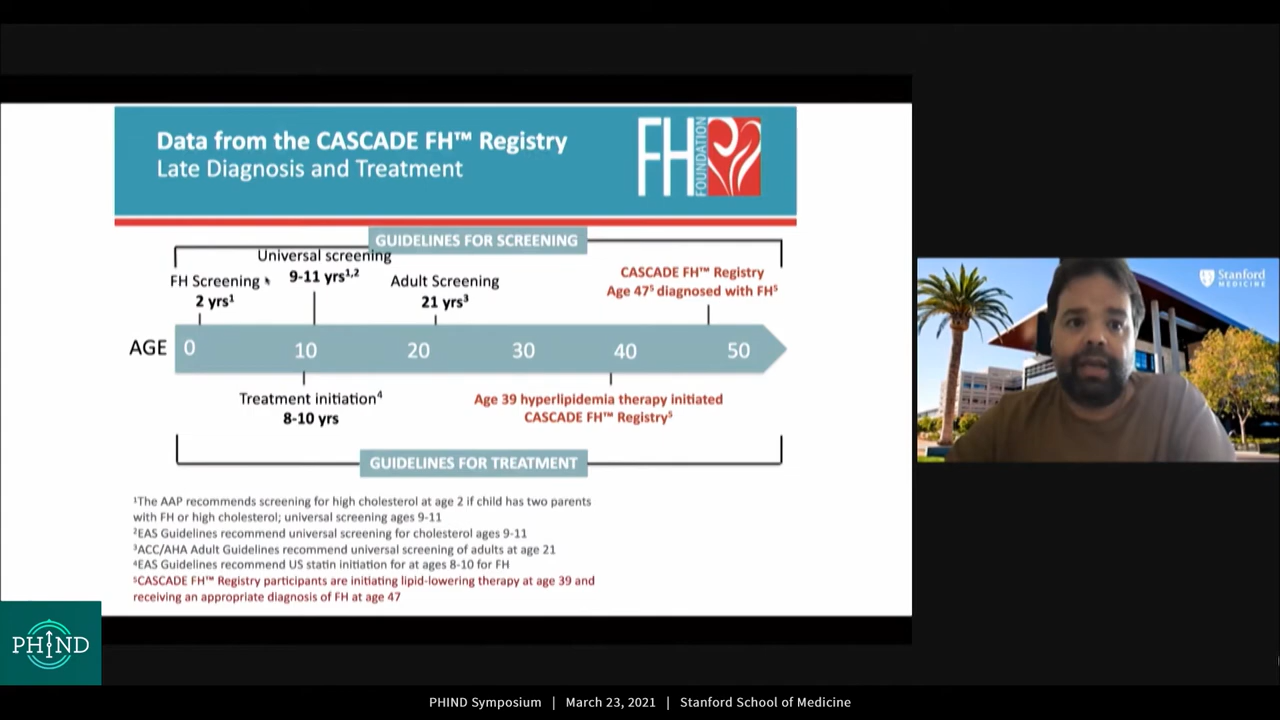 Data from the CASCADE FH™ Registry
Late Diagnosis and Treatment
FH
FOUNDATION
GUIDELINES FOR SCREENING
FH Screening
2 yrs¹
Universal screening
9-11 yrs¹,²
Adult Screening
21 yrs³
CASCADE FH™ Registry
Age 47⁵ diagnosed with FH⁵
AGE 0 10 20 30 40 50
Treatment initiation⁴
8-10 yrs
Age 39 hyperlipidemia therapy initiated
CASCADE FH™ Registry⁵
GUIDELINES FOR TREATMENT
¹The AAP recommends screening for high cholesterol at age 2 if child has two parents
with FH or high cholesterol; universal screening ages 9-11
²EAS Guidelines recommend universal screening for cholesterol ages 9-11
³ACC/AHA Adult Guidelines recommend universal screening of adults at age 21
⁴EAS Guidelines recommend US statin initiation for at ages 8-10 for FH
⁵CASCADE FH™ Registry participants are initiating lipid-lowering therapy at age 39 and
receiving an appropriate diagnosis of FH at age 47
Stanford
MEDICINE
PHIND
PHIND Symposium | March 23, 2021 | Stanford School of Medicine